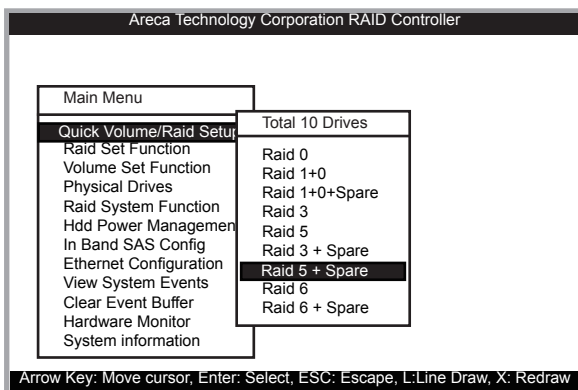 Areca Technology Corporation RAID Controller
Main Menu
Quick Volume/Raid Setup
Raid Set Function
Volume Set Function
Physical Drives
Raid System Function
Hdd Power Managemen
In Band SAS Config
Ethernet Configuration
View System Events
Clear Event Buffer
Hardware Monitor
System information
Total 10 Drives
Raid 0
Raid 1+0
Raid 1+0+Spare
Raid 3
Raid 5
Raid 3 + Spare
Raid 5 + Spare
Raid 6
Raid 6 + Spare
Arrow Key: Move cursor, Enter: Select, ESC: Escape, L:Line Draw, X: Redraw